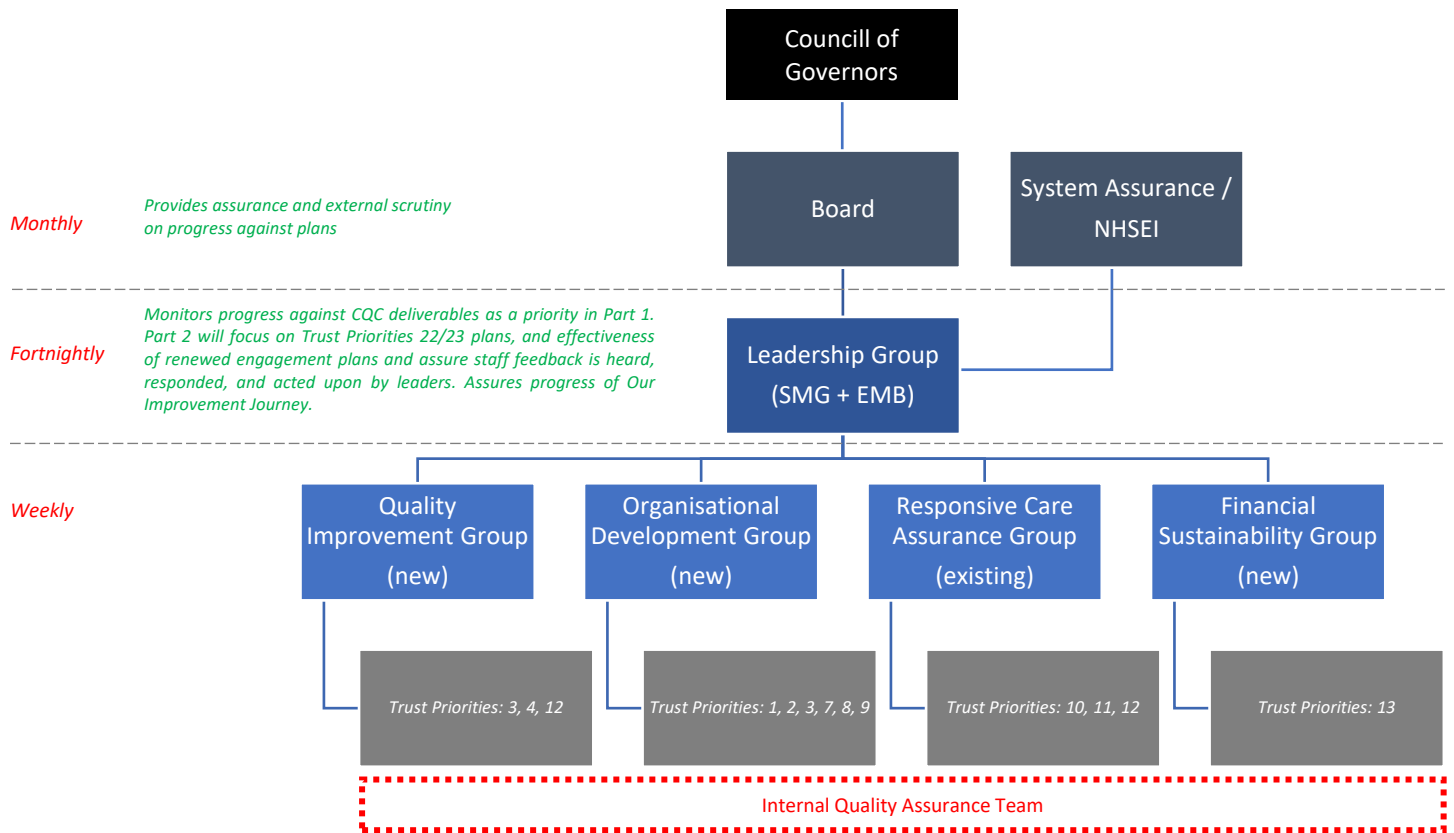 Councill of
Governors
Monthly
Provides assurance and external scrutiny
on progress against plans
Board
System Assurance /
NHSEI
Fortnightly
Monitors progress against CQC deliverables as a priority in Part 1.
Part 2 will focus on Trust Priorities 22/23 plans, and effectiveness
of renewed engagement plans and assure staff feedback is heard,
responded, and acted upon by leaders. Assures progress of Our
Improvement Journey.
Leadership Group
(SMG + EMB)
Weekly
Quality
Improvement Group
(new)
Organisational
Development Group
(new)
Responsive Care
Assurance Group
(existing)
Financial
Sustainability Group
(new)
Trust Priorities: 3, 4, 12
Trust Priorities: 1, 2, 3, 7, 8, 9
Trust Priorities: 10, 11, 12
Trust Priorities: 13
Internal Quality Assurance Team